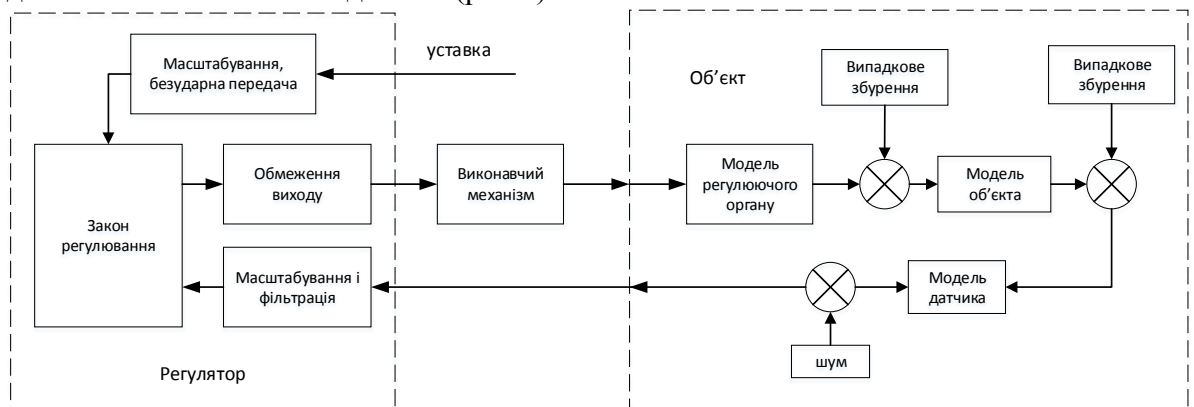 уставка
Масштабування,
безударна передача
Закон
регулювання
Обмеження
виходу
Масштабування і
фільтрація
Регулятор
Виконавчий
механізм
Об’єкт
Випадкове
збурення
Випадкове
збурення
Модель
регулюючого
органу
Модель
об’єкта
Модель
датчика
шум